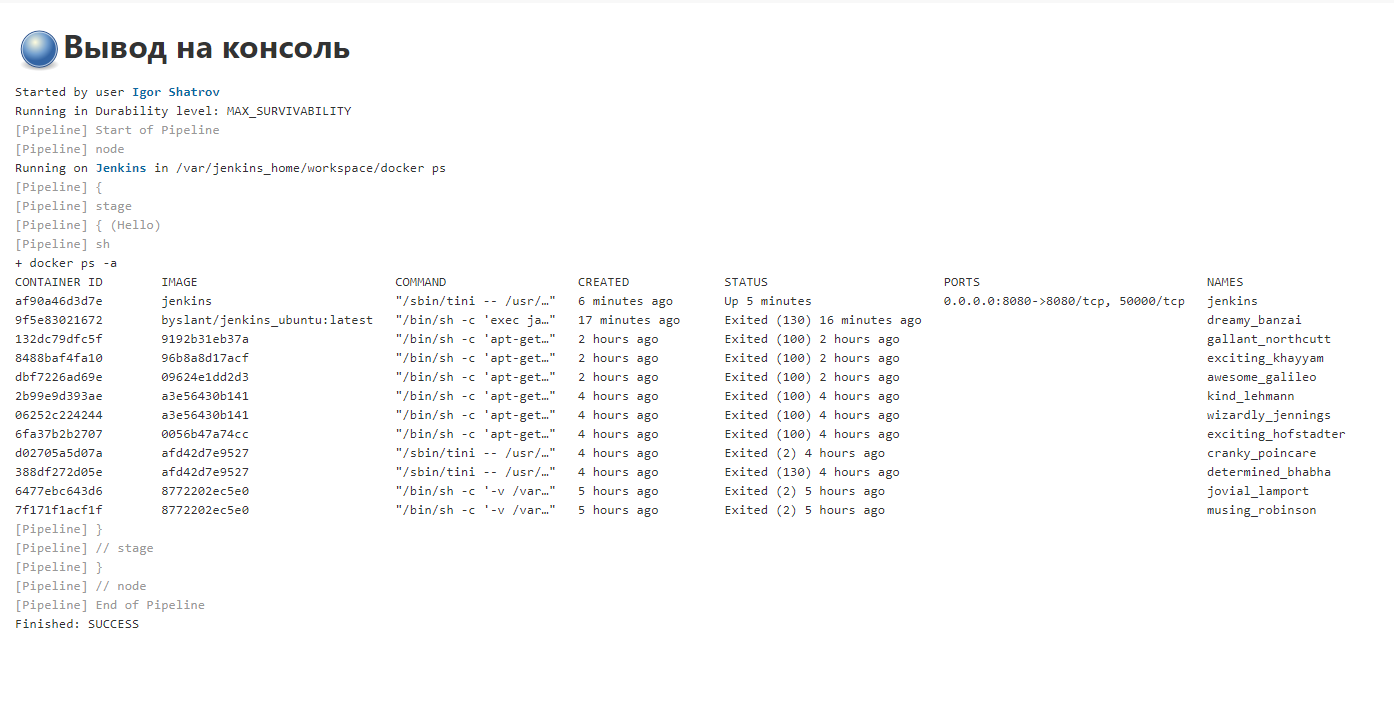 Вывод на консоль
Started by user Igor Shatrov
Running in Durability level: MAX_SURVIVABILITY
[Pipeline] Start of Pipeline
[Pipeline] node
Running on Jenkins in /var/jenkins_home/workspace/docker ps
[Pipeline] {
[Pipeline] stage
[Pipeline] { (Hello)
[Pipeline] sh
+ docker ps -a
CONTAINER ID IMAGE COMMAND CREATED STATUS PORTS NAMES
af90a46d3d7e jenkins "/sbin/tini -- /usr/…" 6 minutes ago Up 5 minutes 0.0.0.0:8080->8080/tcp, 50000/tcp jenkins
9f5e83021672 byslant/jenkins_ubuntu:latest "/bin/sh -c 'exec ja…" 17 minutes ago Exited (130) 16 minutes ago dreamy_banzai
132dc79dfc5f 9192b31eb37a "/bin/sh -c 'apt-get…" 2 hours ago Exited (100) 2 hours ago gallant_northcutt
8488baf4fa10 96b8a8d17acf "/bin/sh -c 'apt-get…" 2 hours ago Exited (100) 2 hours ago exciting_khayyam
dbf7226ad69e 09624e1dd2d3 "/bin/sh -c 'apt-get…" 2 hours ago Exited (100) 2 hours ago awesome_galileo
2b99e9d393ae a3e56430b141 "/bin/sh -c 'apt-get…" 4 hours ago Exited (100) 4 hours ago kind_lehmann
06252c224244 a3e56430b141 "/bin/sh -c 'apt-get…" 4 hours ago Exited (100) 4 hours ago wizardly_jennings
6fa37b2b2707 0056b47a74cc "/bin/sh -c 'apt-get…" 4 hours ago Exited (100) 4 hours ago exciting_hofstadter
d02705a5d07a afd42d7e9527 "/sbin/tini -- /usr/…" 4 hours ago Exited (2) 4 hours ago cranky_poincare
388df272d05e afd42d7e9527 "/sbin/tini -- /usr/…" 4 hours ago Exited (130) 4 hours ago determined_bhabha
6477ebc643d6 8772202ec5e0 "/bin/sh -c '-v /var…" 5 hours ago Exited (2) 5 hours ago jovial_lamport
7f171f1acf1f 8772202ec5e0 "/bin/sh -c '-v /var…" 5 hours ago Exited (2) 5 hours ago musing_robinson
[Pipeline] }
[Pipeline] // stage
[Pipeline] }
[Pipeline] // node
[Pipeline] End of Pipeline
Finished: SUCCESS